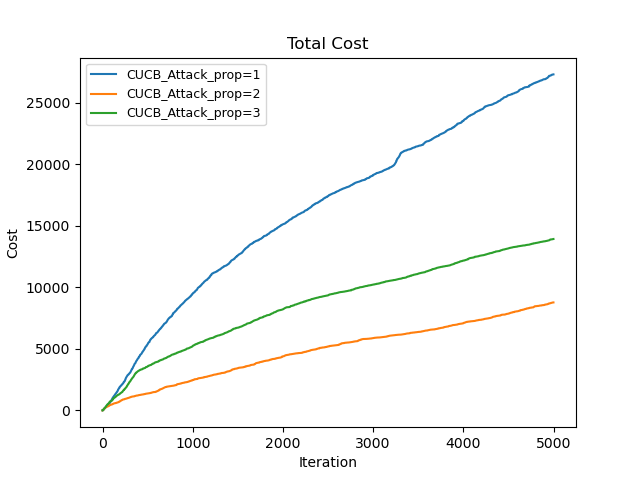 Total Cost
CUCB_Attack_prop=1
CUCB_Attack_prop=2
CUCB_Attack_prop=3
25000
20000
15000
10000
5000
0
Cost
0 1000 2000 3000 4000 5000
Iteration